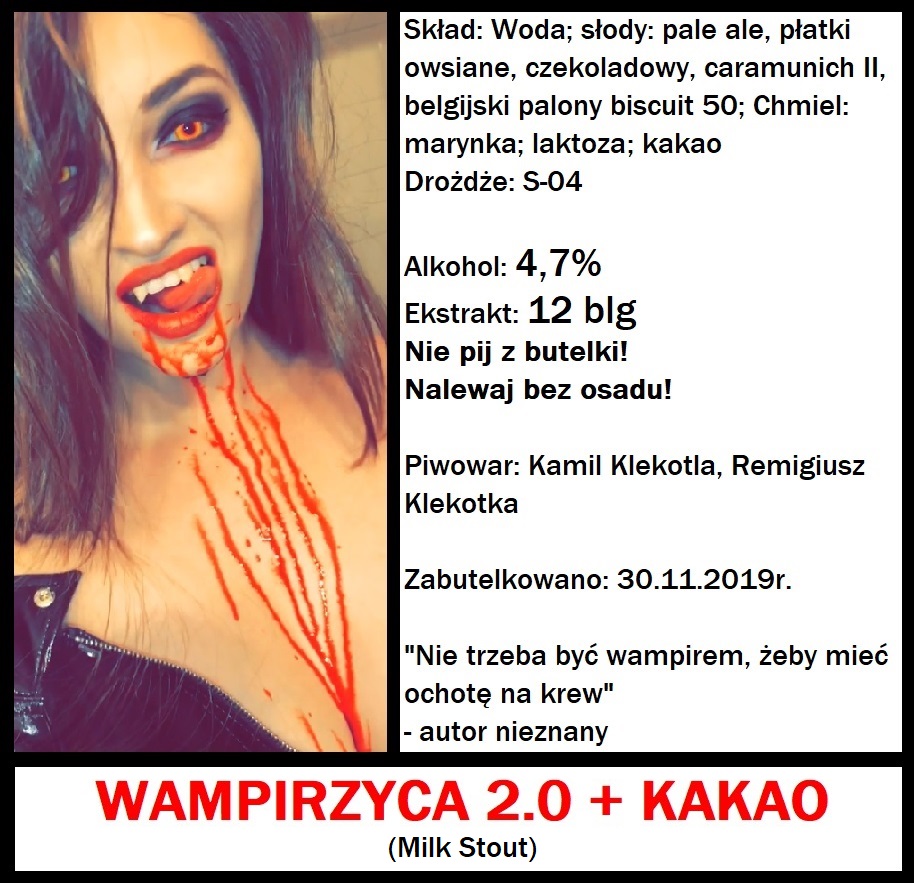 Skład: Woda; słody: pale ale, płatki
owsiane, czekoladowy, caramunich II,
belgijski palony biscuit 50; Chmiel:
marynka; laktoza; kakao
Drożdże: S-04
Alkohol: 4,7%
Ekstrakt: 12 blg
Nie pij z butelki!
Nalewaj bez osadu!
Piwowar: Kamil Klekotla, Remigiusz
Klekotka
Zabutelkowano: 30.11.2019r.
"Nie trzeba być wampirem, żeby mieć
ochotę na krew"
- autor nieznany
WAMPIRZYCA 2.0 + KAKAO
(Milk Stout)